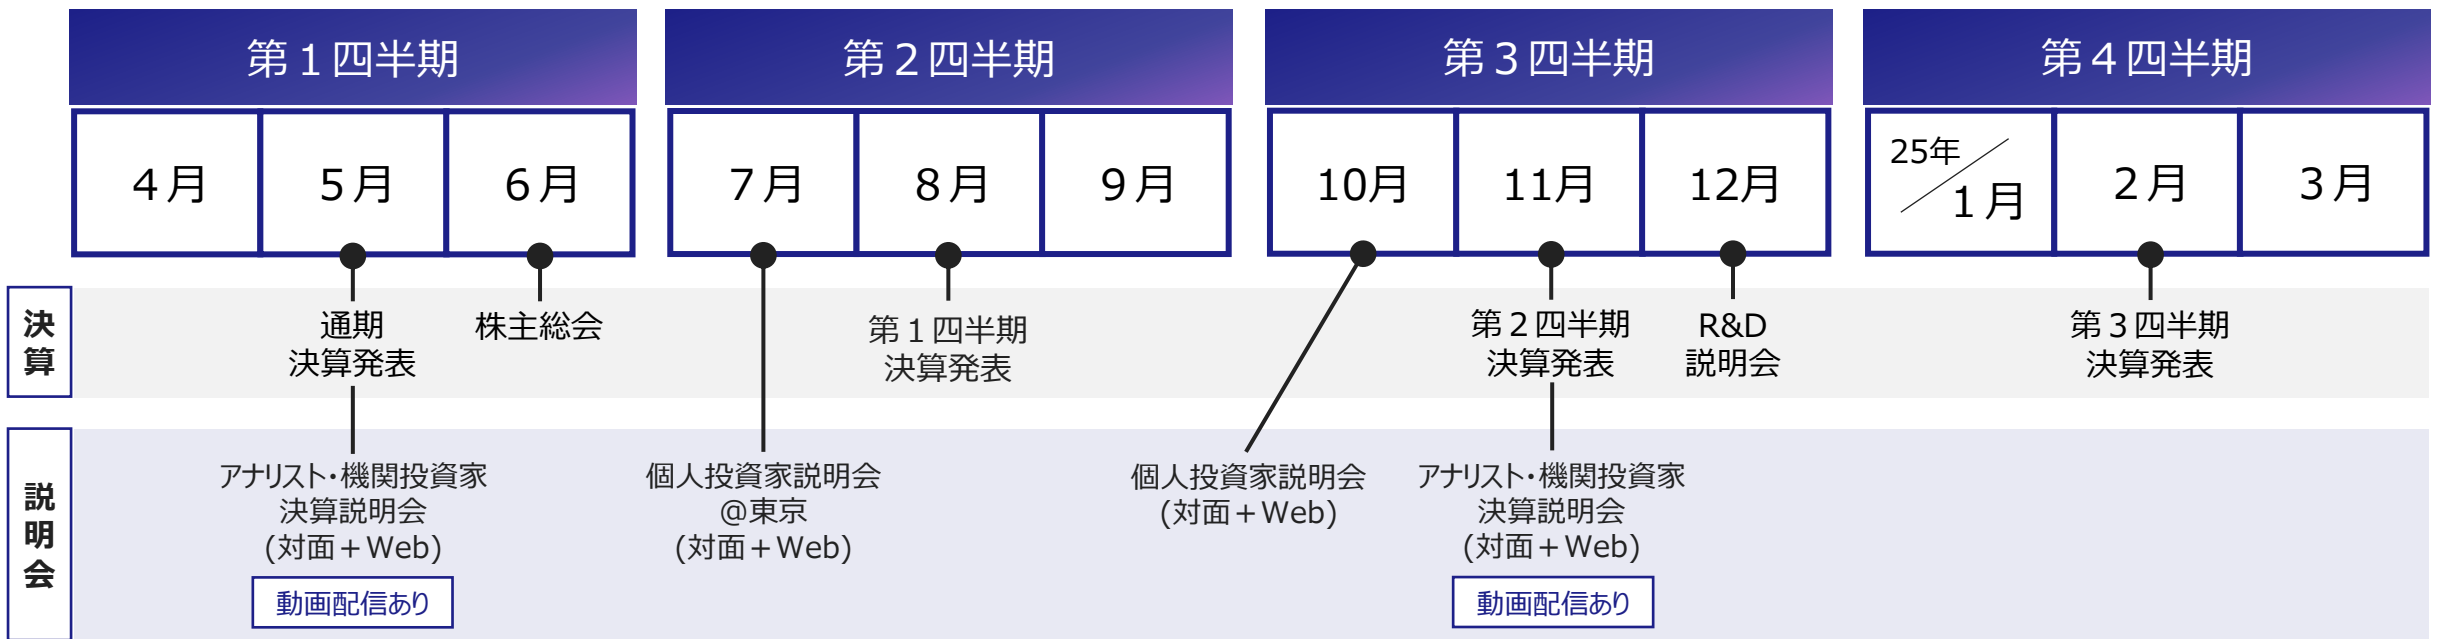 第１四半期
第２四半期
第３四半期
第４四半期
４月
５月
６月
７月
８月
９月
10月
11月
12月
25年
１月
２月
３月
決算
通期
決算発表
株主総会
第１四半期
決算発表
第２四半期
決算発表
R&D
説明会
第３四半期
決算発表
説明会
アナリスト・機関投資家
決算説明会
(対面＋Web)
動画配信あり
個人投資家説明会
@東京
(対面＋Web)
個人投資家説明会
(対面＋Web)
アナリスト・機関投資家
決算説明会
(対面＋Web)
動画配信あり